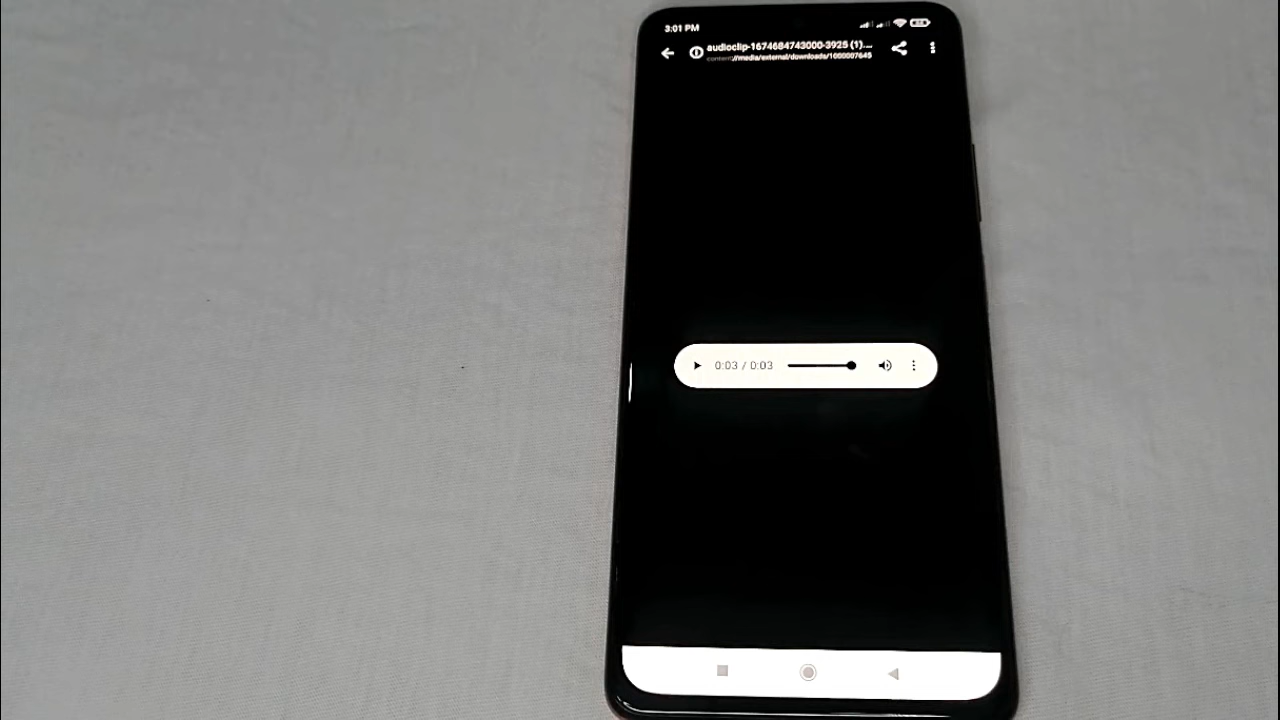 3:01 PM
audioclip-1674684743000-3925 (1)....
content://media/external/downloads/1000007645
0:03 / 0:03